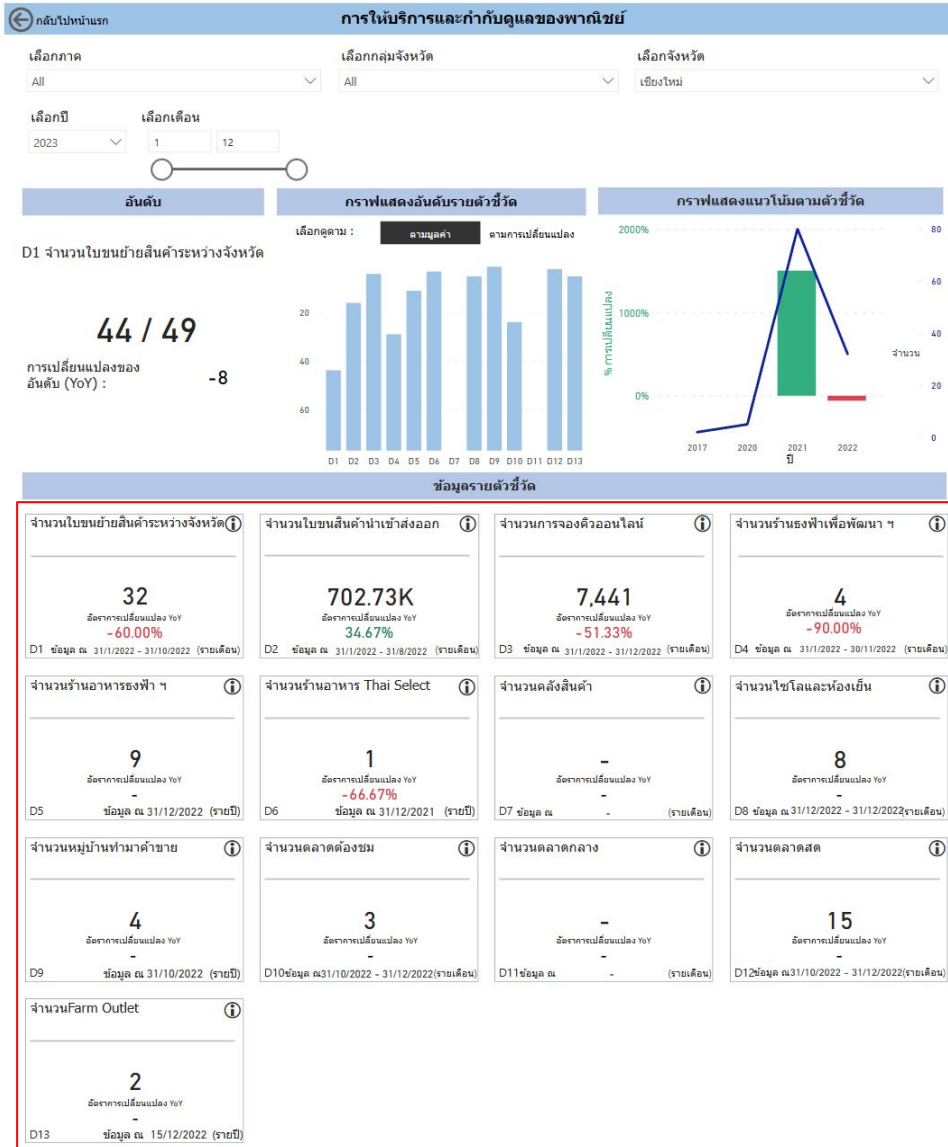 กลับไปหน้าแรก
การให้บริการและกำกับดูแลของพาณิชย์
เลือกภาค
เลือกกลุ่มจังหวัด
เลือกจังหวัด
All
All
เชียงใหม่
เลือกปี
เลือกเดือน
2023
1
12
อันดับ
กราฟแสดงอันดับรายตัวชี้วัด
กราฟแสดงแนวโน้มตามตัวชี้วัด
D1 จำนวนใบขนย้ายสินค้าระหว่างจังหวัด
44 / 49
การเปลี่ยนแปลงของ
อันดับ (YoY) :
-8
เลือกดูตาม :
ตามมูลค่า
ตามการเปลี่ยนแปลง
20
40
60
D1 D2 D3 D4 D5 D6 D7 D8 D9 D10 D11 D12 D13
2000%
1000%
0%
% การเปลี่ยนแปลง
80
60
40
20
0
จำนวน
2017 2020 2021 2022
ปี
ข้อมูลรายตัวชี้วัด
จำนวนใบขนย้ายสินค้าระหว่างจังหวัด
32
อัตราการเปลี่ยนแปลง YoY
-60.00%
D1 ข้อมูล ณ 31/1/2022 - 31/10/2022 (รายเดือน)
จำนวนใบขนสินค้านำเข้าส่งออก
702.73K
อัตราการเปลี่ยนแปลง YoY
34.67%
D2 ข้อมูล ณ 31/1/2022 - 31/8/2022 (รายเดือน)
จำนวนการจองคิวออนไลน์
7,441
อัตราการเปลี่ยนแปลง YoY
-51.33%
D3 ข้อมูล ณ 31/1/2022 - 31/12/2022 (รายเดือน)
จำนวนร้านธงฟ้าเพื่อพัฒนา ฯ
4
อัตราการเปลี่ยนแปลง YoY
-90.00%
D4 ข้อมูล ณ 31/1/2022 - 30/11/2022 (รายเดือน)
จำนวนร้านอาหารธงฟ้า ฯ
9
อัตราการเปลี่ยนแปลง YoY
-
D5 ข้อมูล ณ 31/12/2022 (รายปี)
จำนวนร้านอาหาร Thai Select
1
อัตราการเปลี่ยนแปลง YoY
-66.67%
D6 ข้อมูล ณ 31/12/2021 (รายปี)
จำนวนคลังสินค้า
-
อัตราการเปลี่ยนแปลง YoY
-
D7 ข้อมูล ณ - (รายเดือน)
จำนวนไซโลและห้องเย็น
8
อัตราการเปลี่ยนแปลง YoY
-
D8 ข้อมูล ณ 31/12/2022 - 31/12/2022(รายเดือน)
จำนวนหมู่บ้านทำมาค้าขาย
4
อัตราการเปลี่ยนแปลง YoY
-
D9 ข้อมูล ณ 31/10/2022 (รายปี)
จำนวนตลาดต้องชม
3
อัตราการเปลี่ยนแปลง YoY
-
D10ข้อมูล ณ31/10/2022 - 31/12/2022(รายเดือน)
จำนวนตลาดกลาง
-
อัตราการเปลี่ยนแปลง YoY
-
D11ข้อมูล ณ - (รายเดือน)
จำนวนตลาดสด
15
อัตราการเปลี่ยนแปลง YoY
-
D12ข้อมูล ณ31/10/2022 - 31/12/2022(รายเดือน)
จำนวนFarm Outlet
2
อัตราการเปลี่ยนแปลง YoY
-
D13 ข้อมูล ณ 15/12/2022 (รายปี)